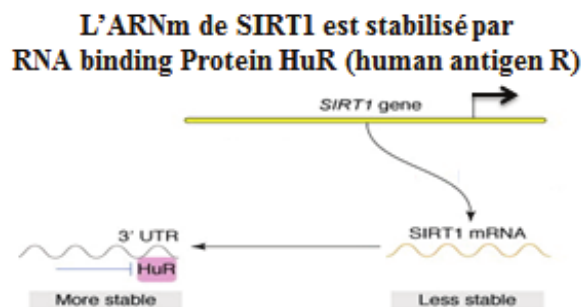 L'ARNm de SIRT1 est stabilisé par
RNA binding Protein HuR (human antigen R)
SIRT1 gene
3' UTR
SIRT1 mRNA
HuR
More stable
Less stable